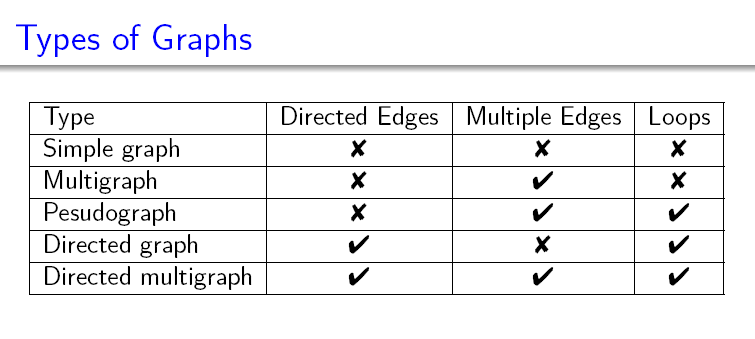 Types of Graphs
Type Directed Edges Multiple Edges Loops
Simple graph ✘ ✘ ✘
Multigraph ✘ ✔ ✘
Pesudograph ✘ ✔ ✔
Directed graph ✔ ✘ ✔
Directed multigraph ✔ ✔ ✔